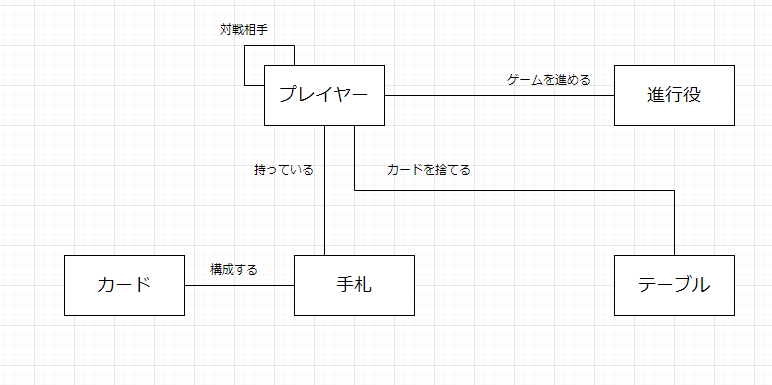 対戦相手
プレイヤー
ゲームを進める
進行役
持っている
カードを捨てる
カード
構成する
手札
テーブル